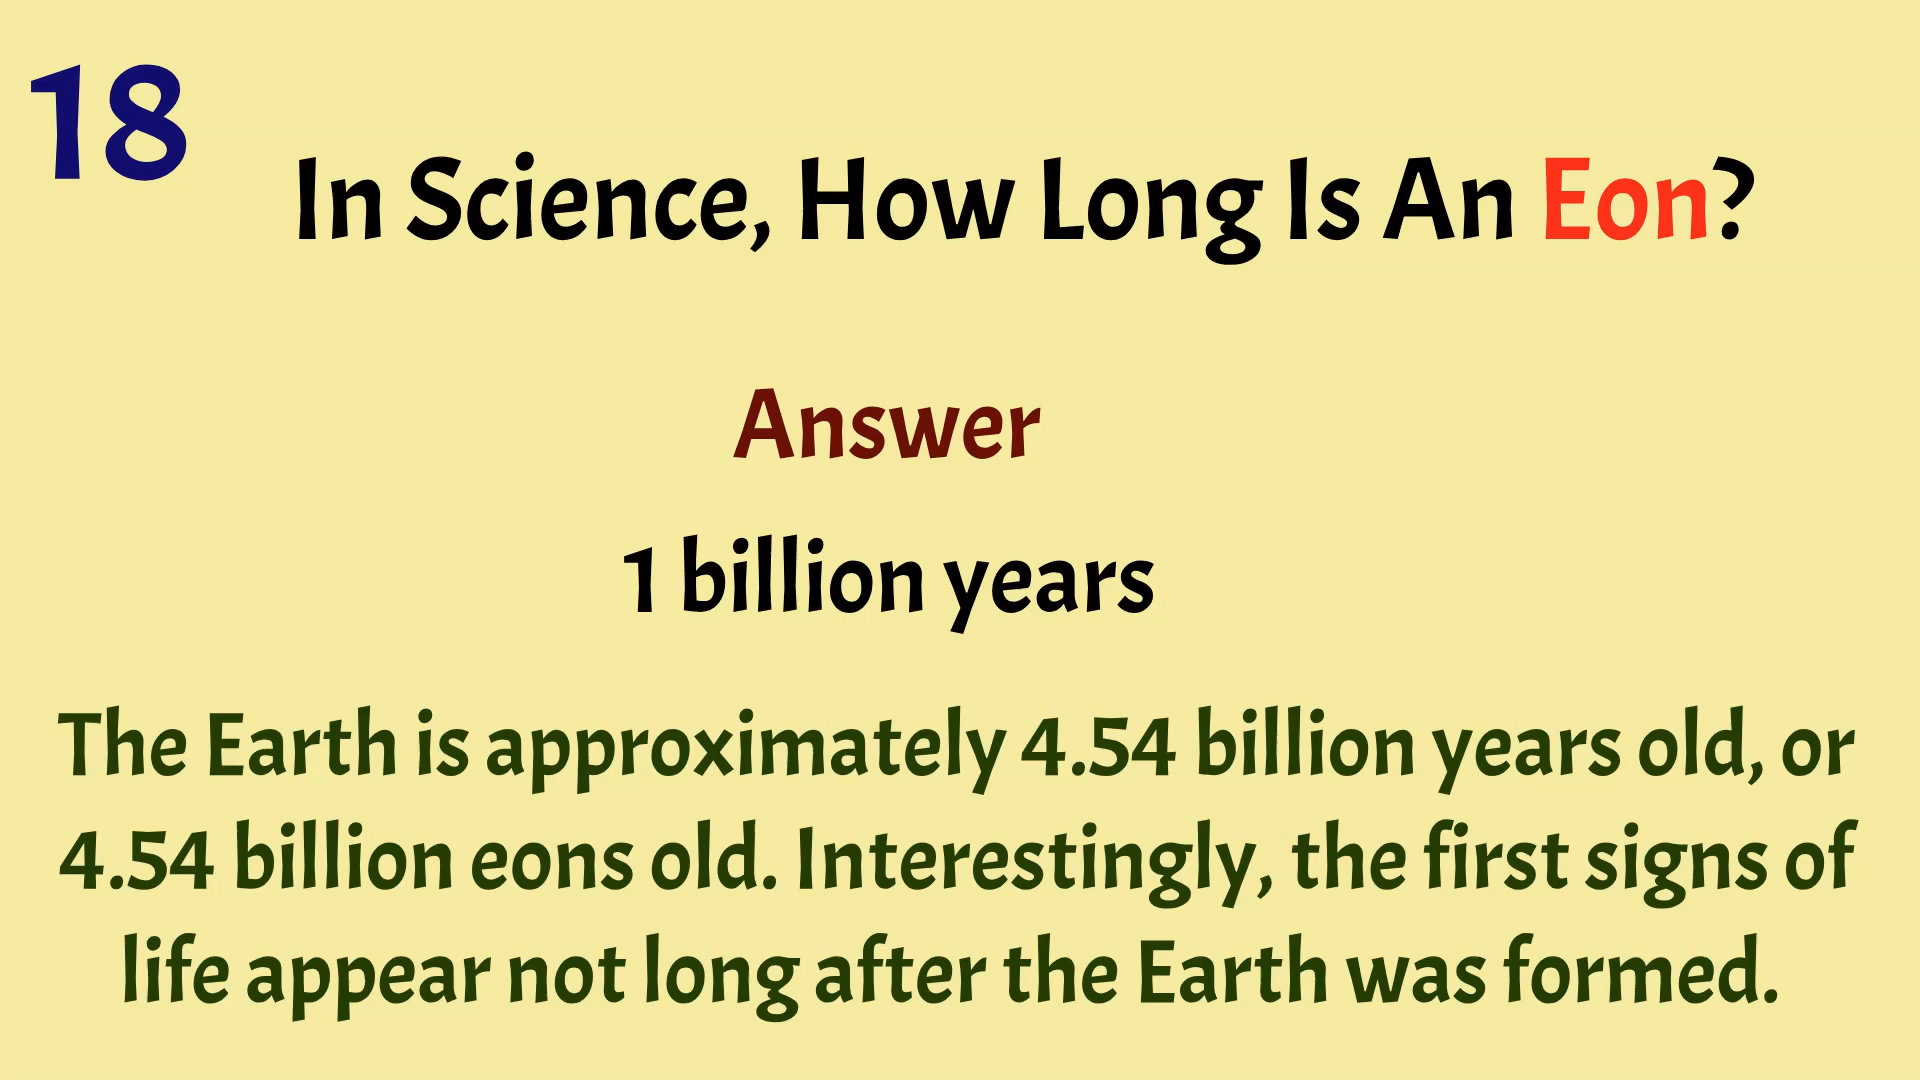 18
In Science, How Long Is An Eon?
Answer
1 billion years
The Earth is approximately 4.54 billion years old, or
4.54 billion eons old. Interestingly, the first signs of
life appear not long after the Earth was formed.